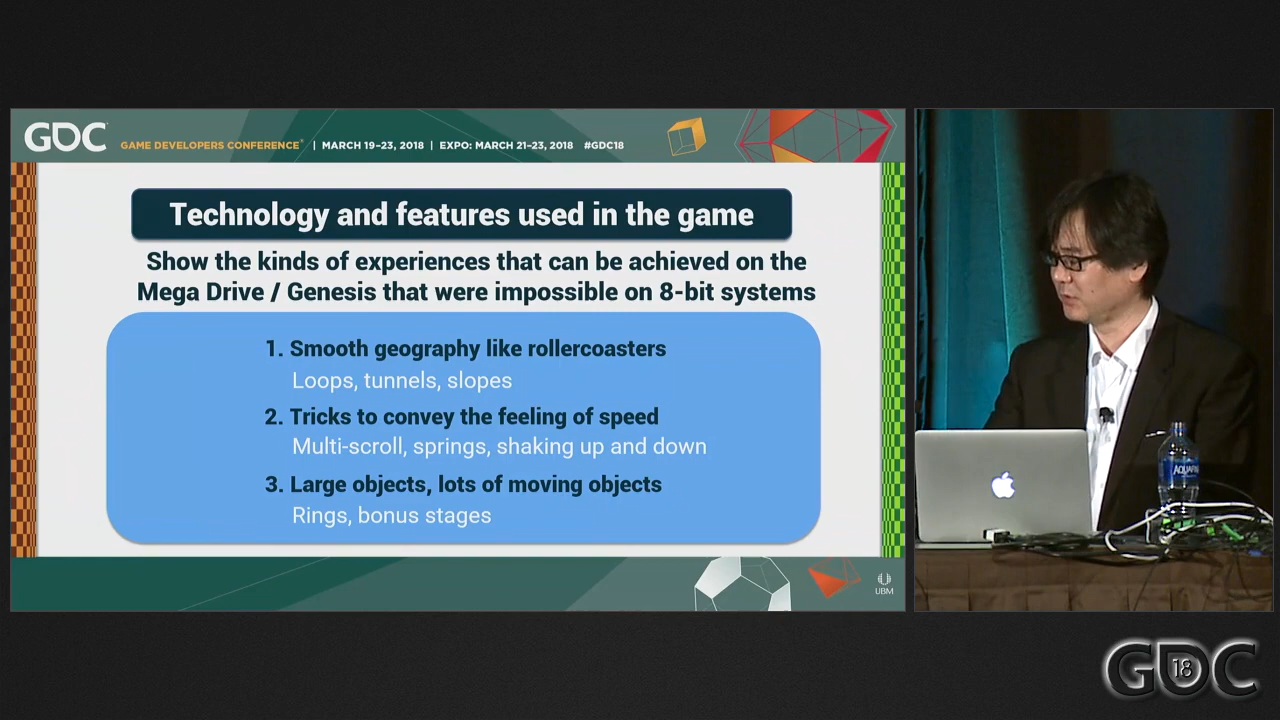 GDC
GAME DEVELOPERS CONFERENCE® | MARCH 19–23, 2018 | EXPO: MARCH 21–23, 2018 #GDC18
Technology and features used in the game
Show the kinds of experiences that can be achieved on the
Mega Drive / Genesis that were impossible on 8-bit systems
1. Smooth geography like rollercoasters
Loops, tunnels, slopes
2. Tricks to convey the feeling of speed
Multi-scroll, springs, shaking up and down
3. Large objects, lots of moving objects
Rings, bonus stages
UBM
AQUAFINA
GDC
18